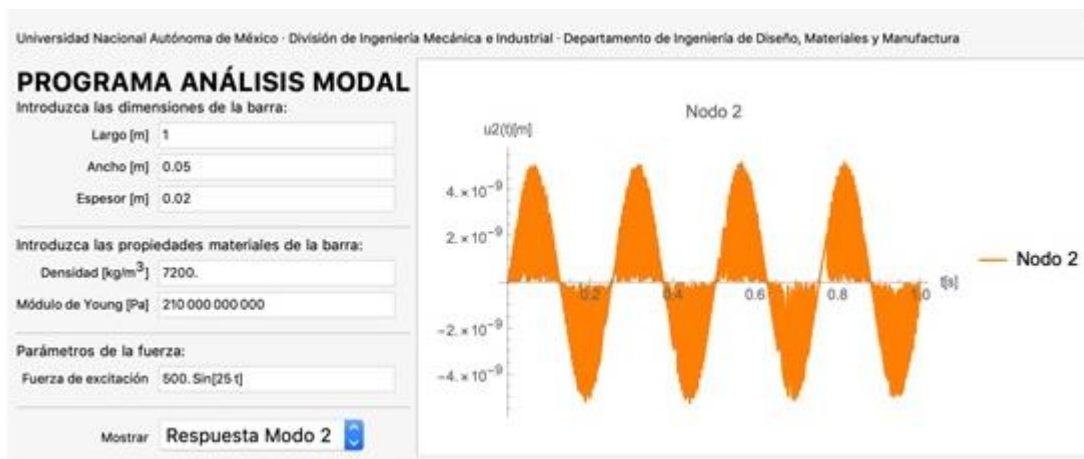 Universidad Nacional Autónoma de México · División de Ingeniería Mecánica e Industrial · Departamento de Ingeniería de Diseño, Materiales y Manufactura
PROGRAMA ANÁLISIS MODAL
Introduzca las dimensiones de la barra:
Largo [m] 1
Ancho [m] 0.05
Espesor [m] 0.02
Introduzca las propiedades materiales de la barra:
Densidad [kg/m³] 7200.
Módulo de Young [Pa] 210 000 000 000
Parámetros de la fuerza:
Fuerza de excitación 500. Sin[25 t]
Mostrar Respuesta Modo 2
Nodo 2
u2(t)[m]
4. × 10⁻⁹
2. × 10⁻⁹
0.2 0.4 0.6 0.8 1.0 t[s]
-2. × 10⁻⁹
-4. × 10⁻⁹
Nodo 2